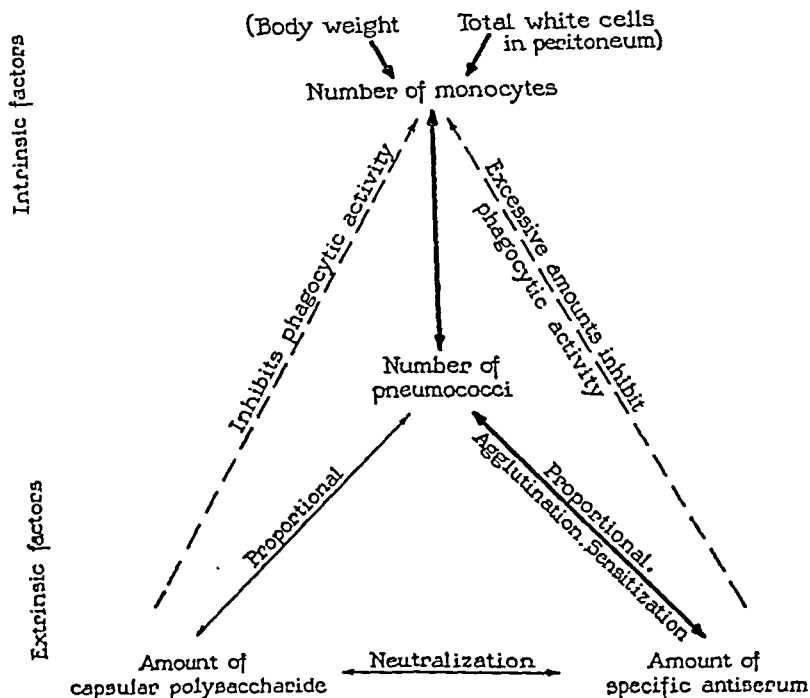 (Body weight
Total white cells
in peritoneum)
Number of monocytes
Intrinsic factors
Inhibits phagocytic activity
Excessive amounts inhibit
phagocytic activity
Number of
pneumococci
Proportional
Proportional.
Agglutination. Sensitization
Extrinsic factors
Amount of
capsular polysaccharide
Neutralization
Amount of
specific antiserum